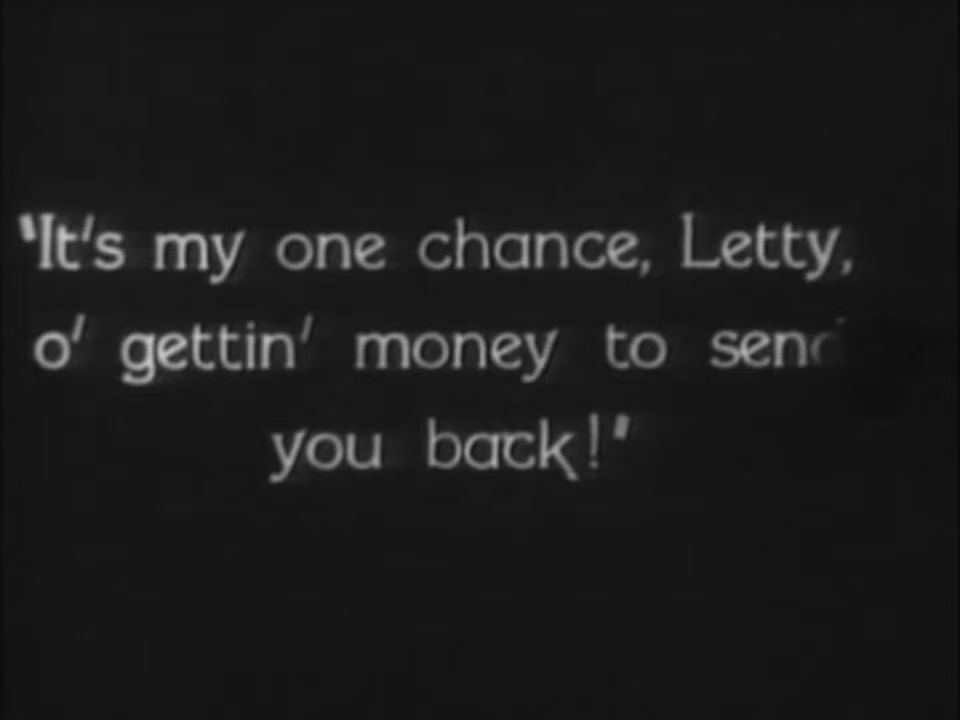 "It's my one chance, Letty,
o' gettin' money to send
you back!"